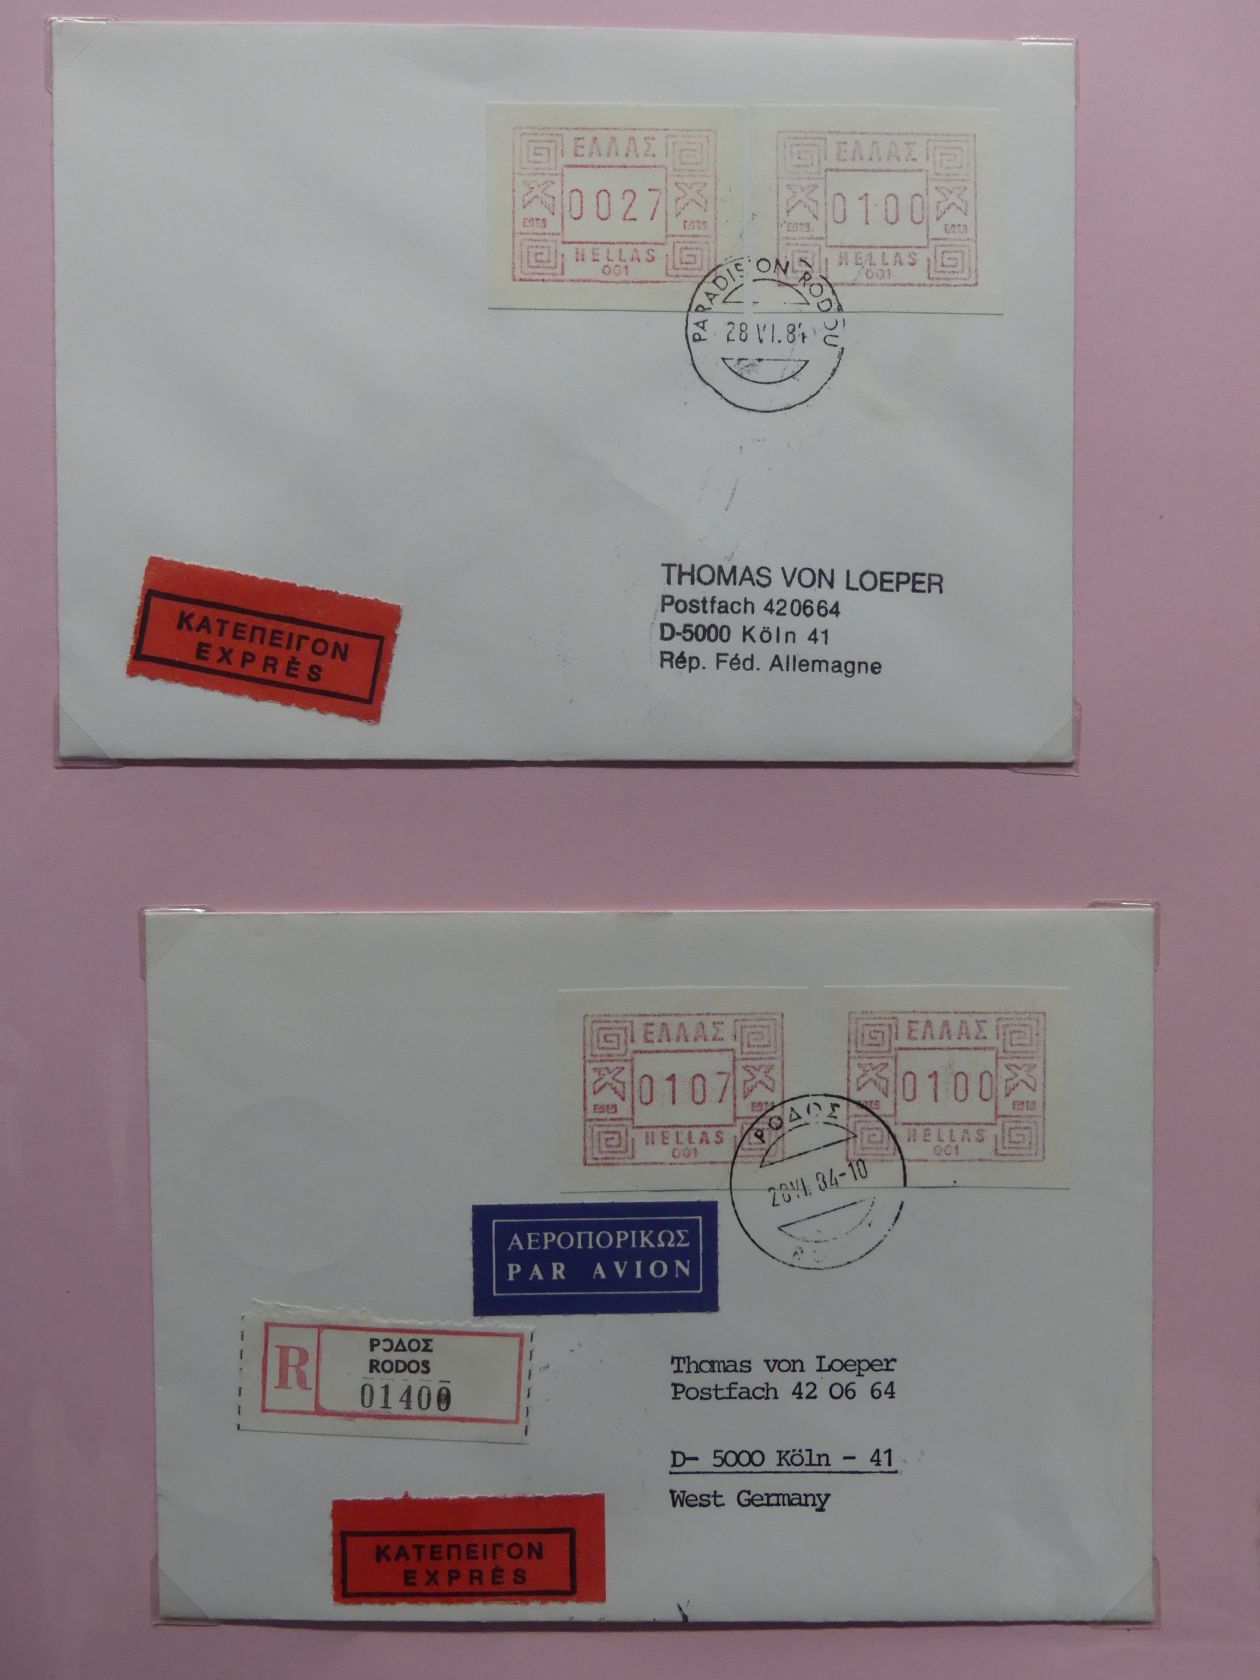 ΕΛΛΑΣ
0027
HELLAS
001
ΕΛΛΑΣ
0100
HELLAS
001
PARADISION RODOU
28 VI.84
ΚΑΤΕΠΕΙΓΟΝ
EXPRÈS
THOMAS VON LOEPER
Postfach 420664
D-5000 Köln 41
Rép. Féd. Allemagne
ΕΛΛΑΣ
0107
HELLAS
001
ΕΛΛΑΣ
0100
HELLAS
001
ΡΟΔΟΣ
28VI.84-10
ΑΕΡΟΠΟΡΙΚΩΣ
PAR AVION
R
ΡΟΔΟΣ
RODOS
01400
Thomas von Loeper
Postfach 42 06 64
D- 5000 Köln - 41
West Germany
ΚΑΤΕΠΕΙΓΟΝ
EXPRÈS